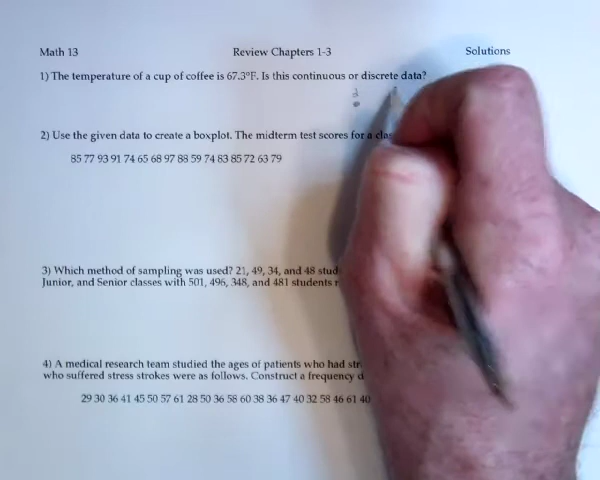 Math 13 Review Chapters 1-3 Solutions
1) The temperature of a cup of coffee is 67.3°F. Is this continuous or discrete data?
d
2) Use the given data to create a boxplot. The midterm test scores for a
85 77 93 91 74 65 68 97 88 59 74 83 85 72 63 79
3) Which method of sampling was used? 21, 49, 34, and 48
Junior, and Senior classes with 501, 496, 348, and 481 students
4) A medical research team studied the ages of patients who had
who suffered stress strokes were as follows. Construct a frequency
29 30 36 41 45 50 57 61 28 50 36 58 60 38 36 47 40 32 58 46 61 40